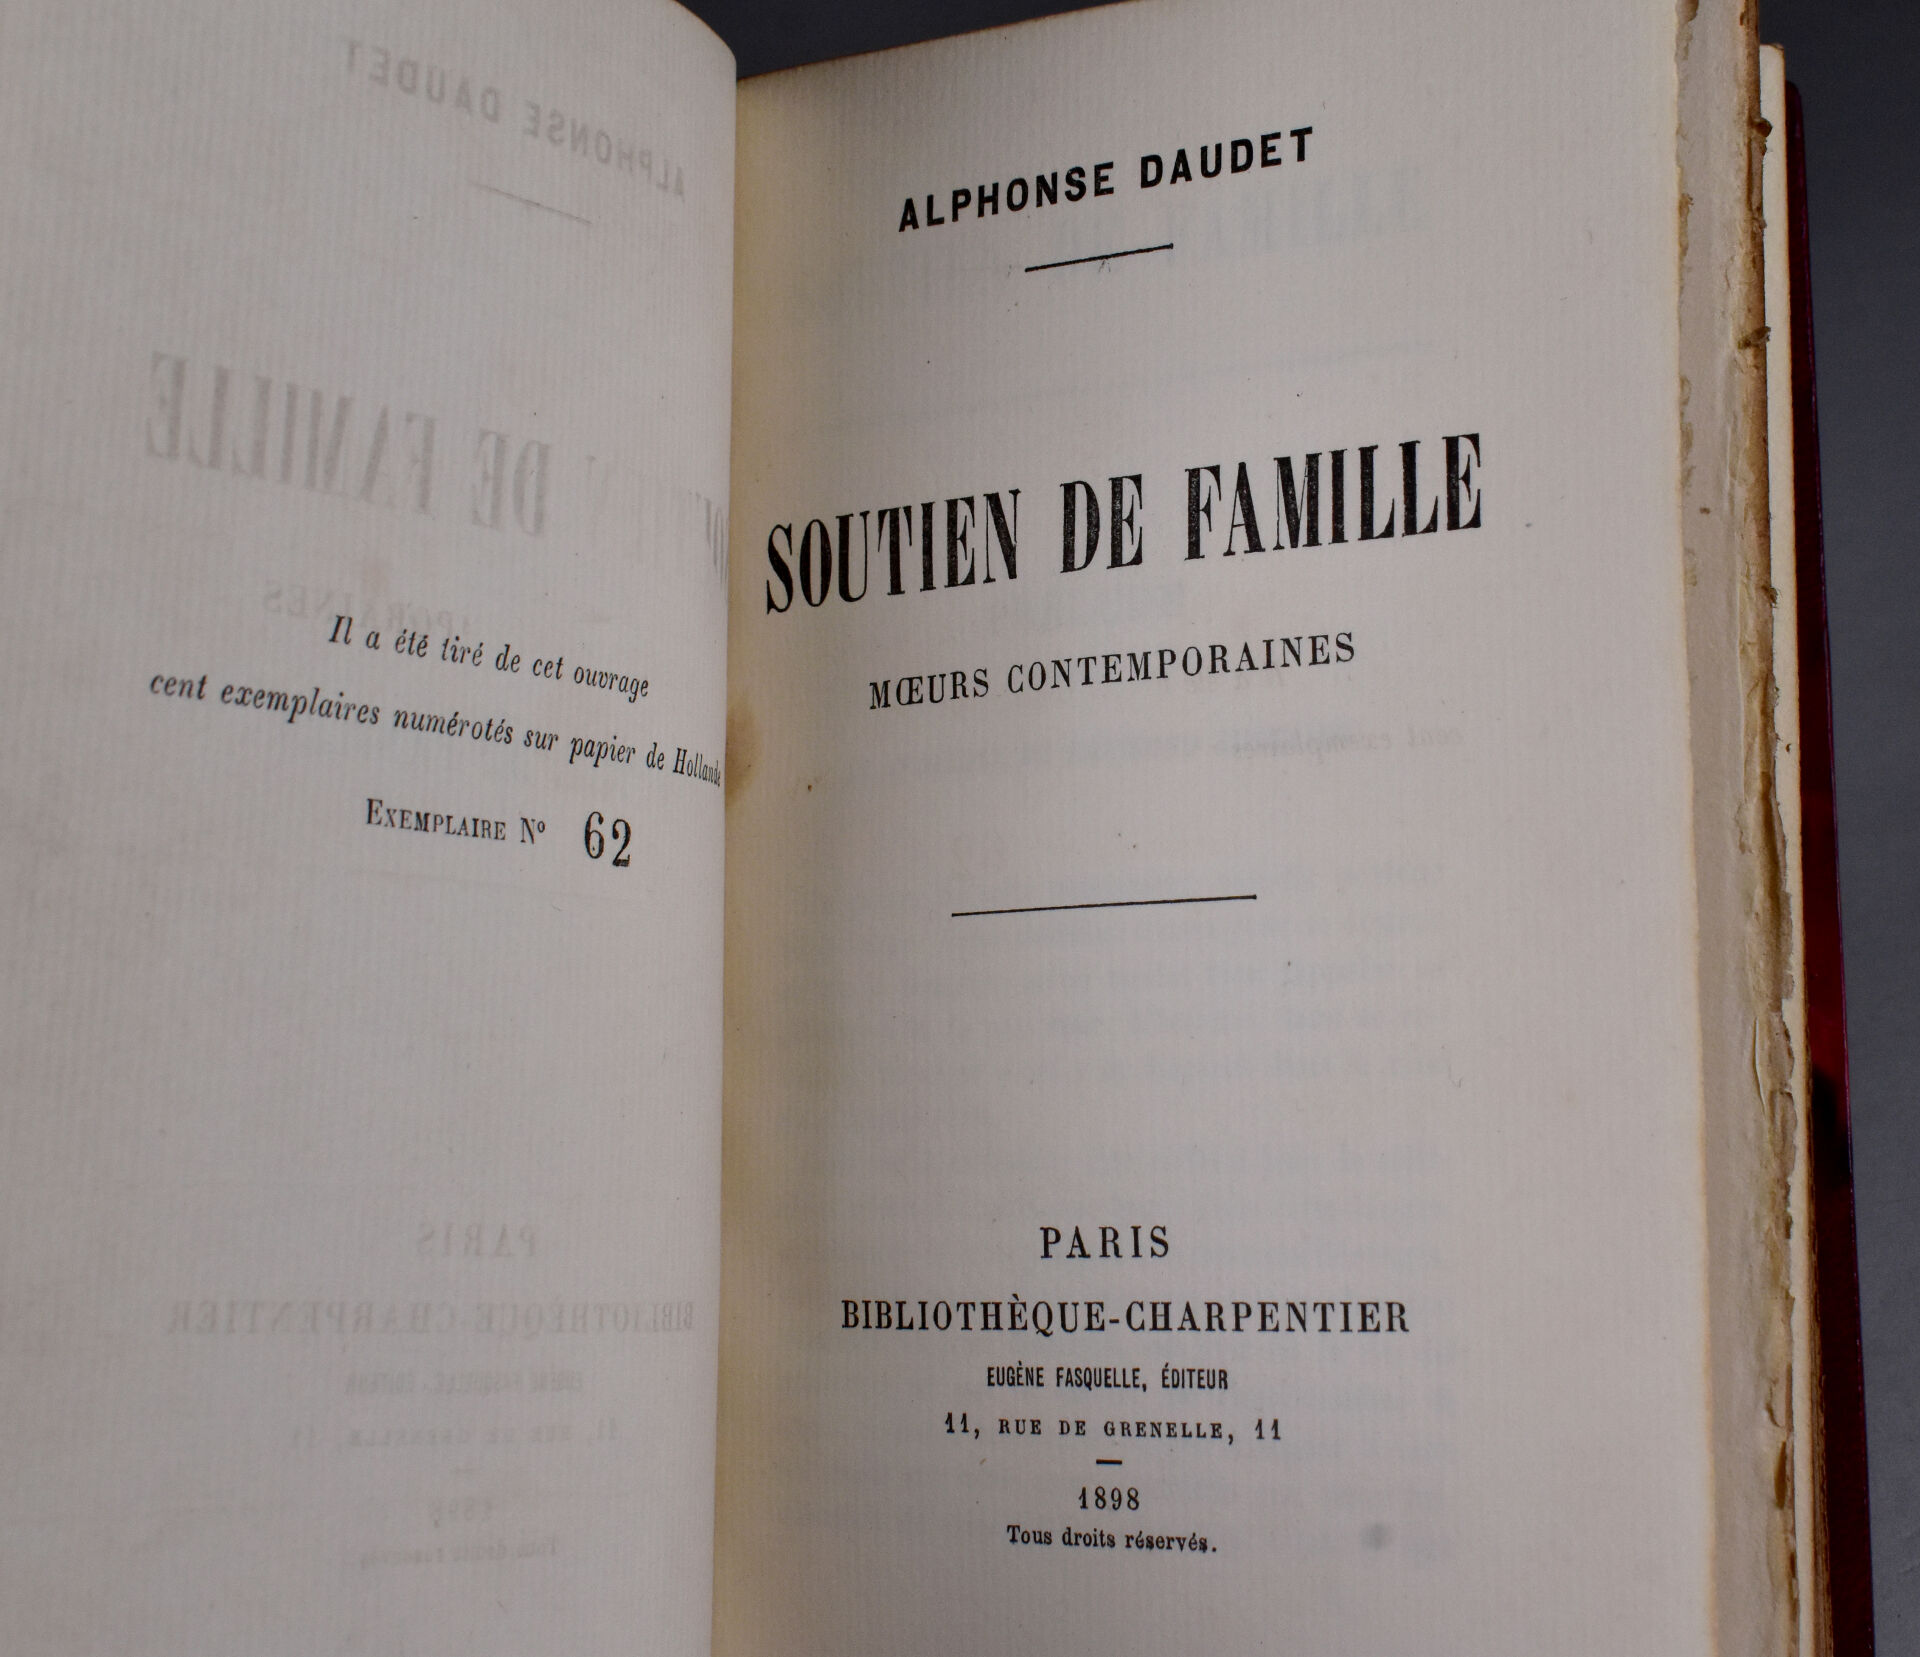 Il a été tiré de cet ouvrage
cent exemplaires numérotés sur papier de Hollande
EXEMPLAIRE Nº 62
ALPHONSE DAUDET
SOUTIEN DE FAMILLE
MŒURS CONTEMPORAINES
PARIS
BIBLIOTHÈQUE-CHARPENTIER
EUGÈNE FASQUELLE, ÉDITEUR
11, RUE DE GRENELLE, 11
1898
Tous droits réservés.